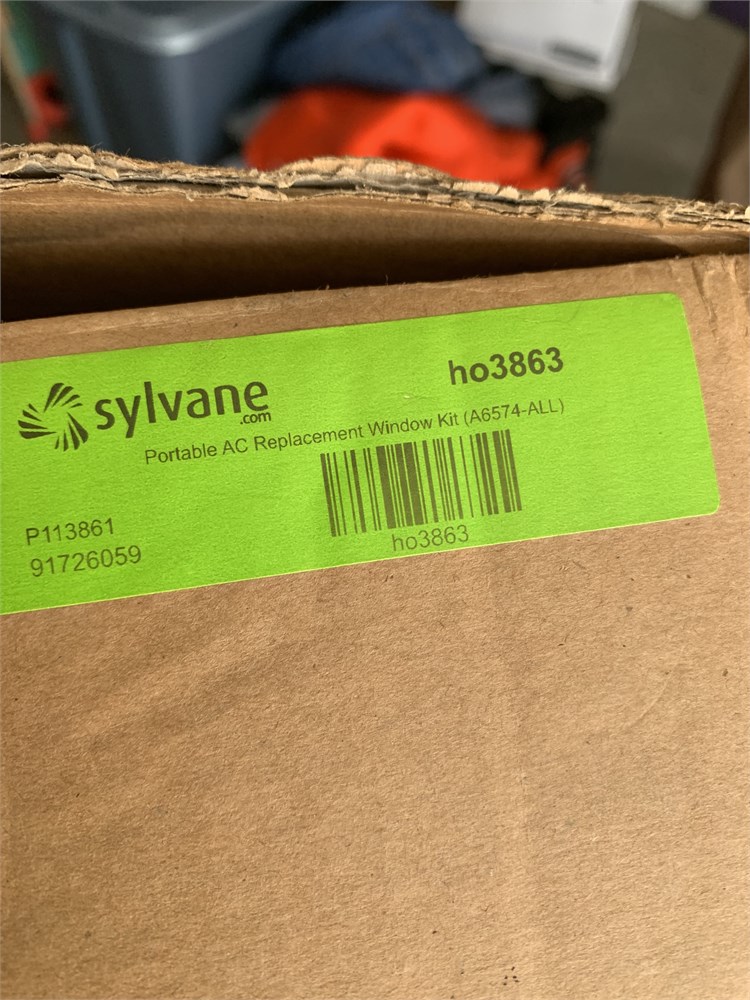 sylvane
.com
ho3863
Portable AC Replacement Window Kit (A6574-ALL)
P113861
91726059
ho3863